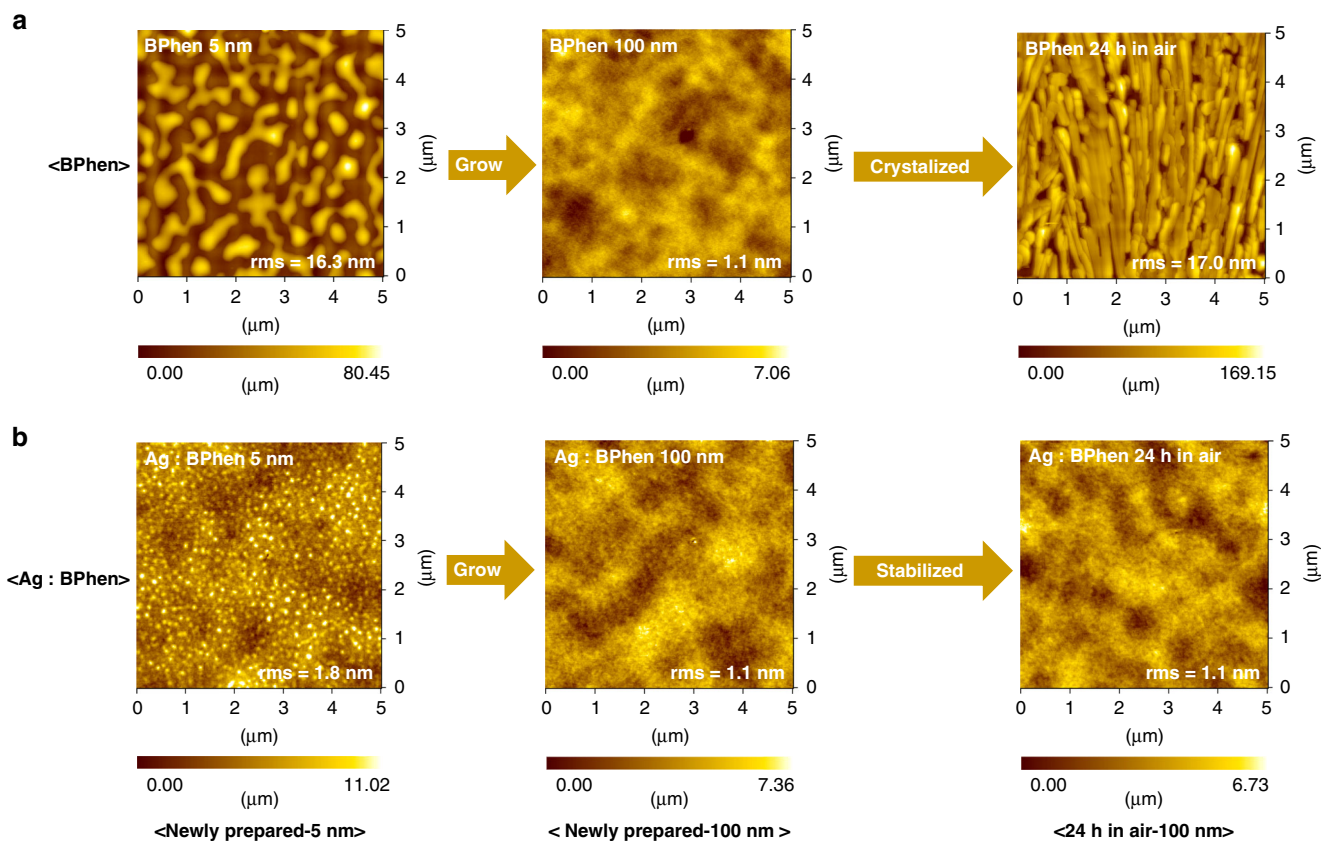 a
BPhen 5 nm
rms = 16.3 nm
0 1 2 3 4 5
(μm)
5
4
3
2
1
0
(μm)
0.00 80.45
(μm)
<BPhen>
Grow
BPhen 100 nm
rms = 1.1 nm
0 1 2 3 4 5
(μm)
5
4
3
2
1
0
(μm)
0.00 7.06
(μm)
Crystalized
BPhen 24 h in air
rms = 17.0 nm
0 1 2 3 4 5
(μm)
5
4
3
2
1
0
(μm)
0.00 169.15
(μm)
b
Ag : BPhen 5 nm
rms = 1.8 nm
0 1 2 3 4 5
(μm)
5
4
3
2
1
0
(μm)
0.00 11.02
(μm)
<Newly prepared-5 nm>
<Ag : BPhen>
Grow
Ag : BPhen 100 nm
rms = 1.1 nm
0 1 2 3 4 5
(μm)
5
4
3
2
1
0
(μm)
0.00 7.36
(μm)
< Newly prepared-100 nm >
Stabilized
Ag : BPhen 24 h in air
rms = 1.1 nm
0 1 2 3 4 5
(μm)
5
4
3
2
1
0
(μm)
0.00 6.73
(μm)
<24 h in air-100 nm>